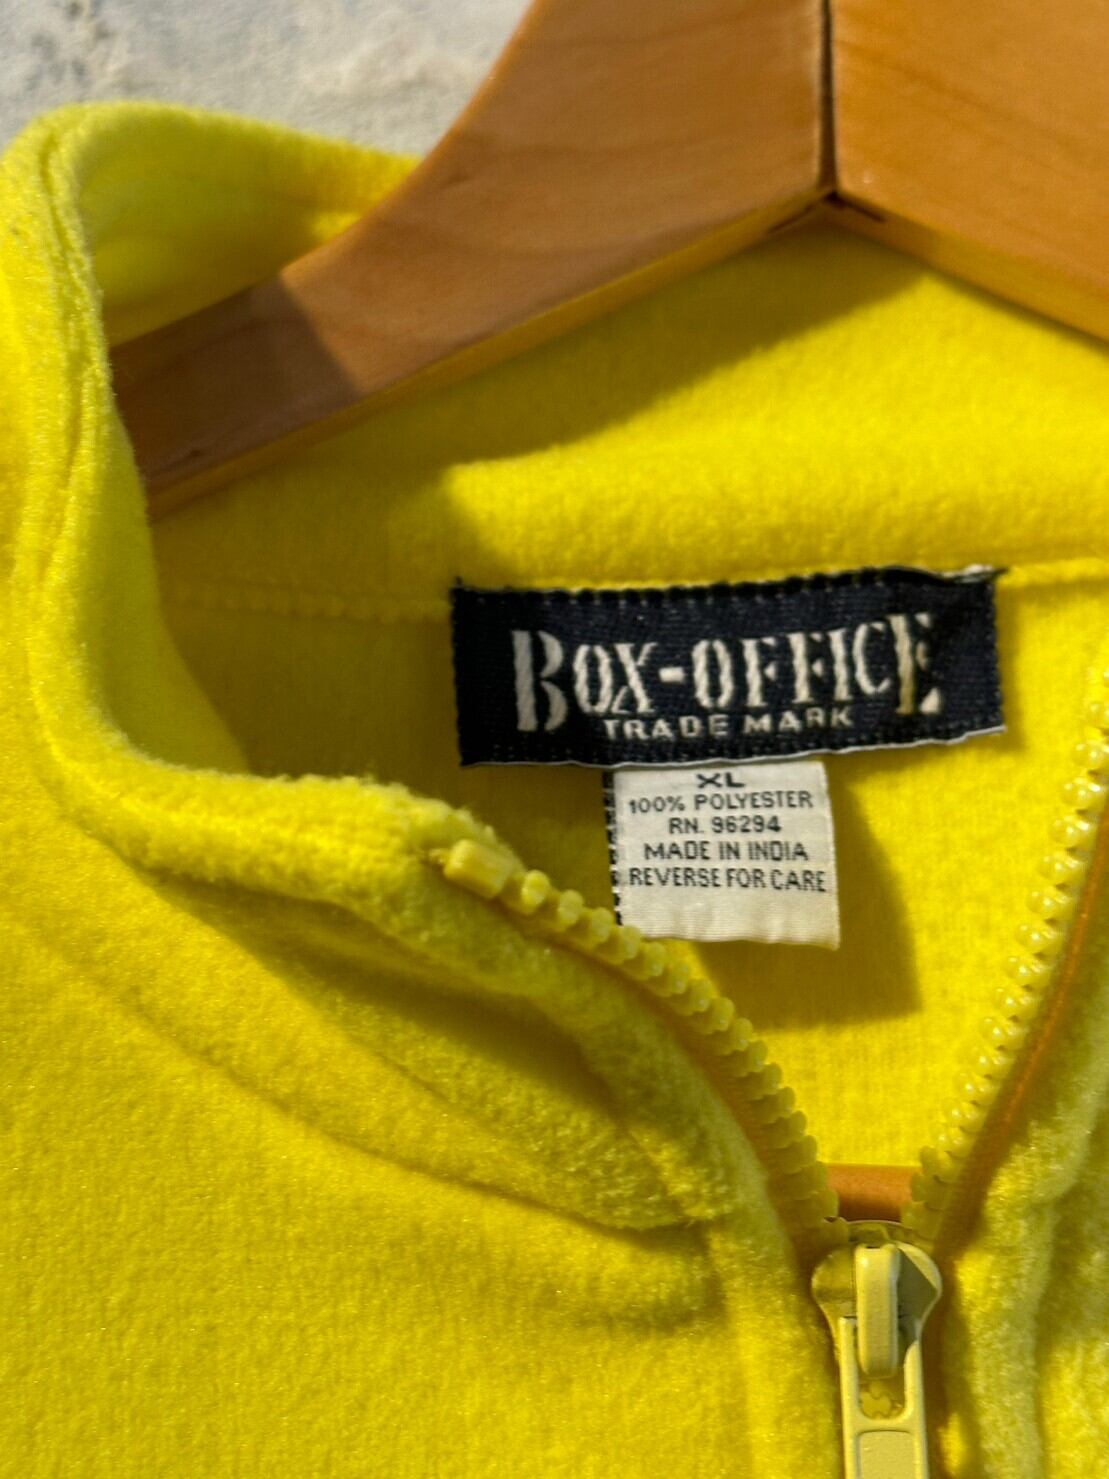 BOX-OFFICE
TRADE MARK
XL
100% POLYESTER
RN. 96294
MADE IN INDIA
REVERSE FOR CARE